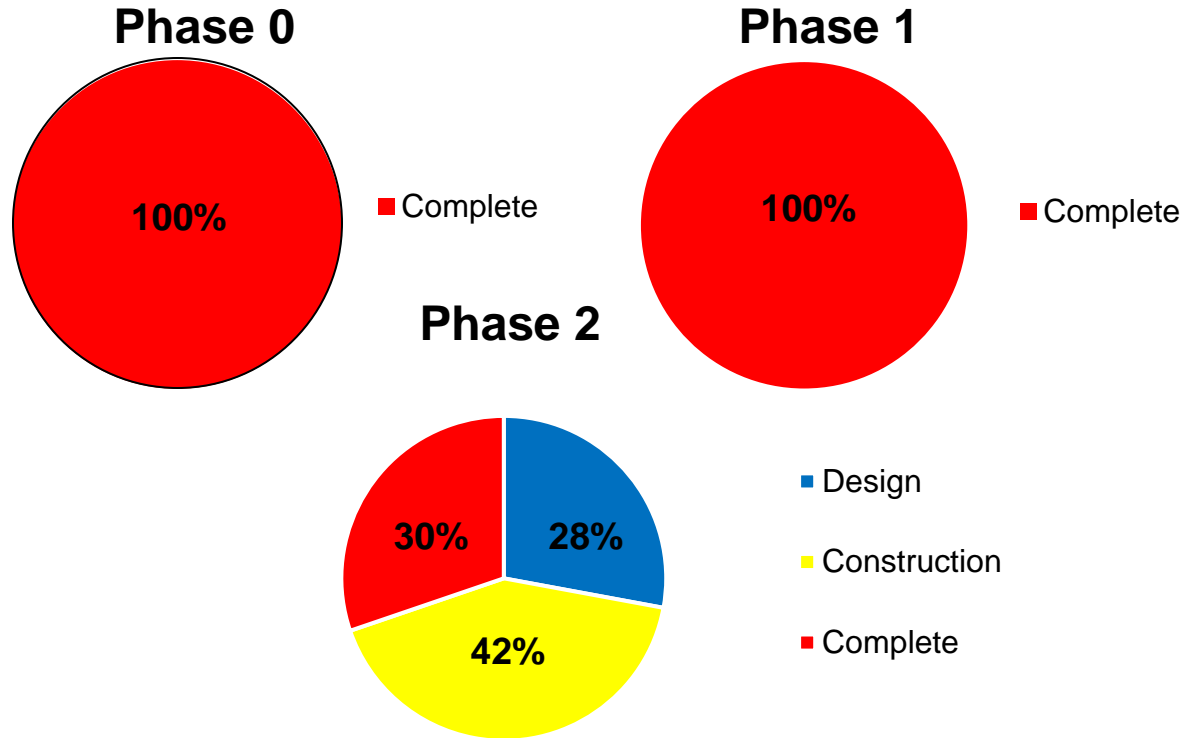 Phase 0
Phase 1
100%
Complete
100%
Complete
Phase 2
30%
28%
42%
Design
Construction
Complete